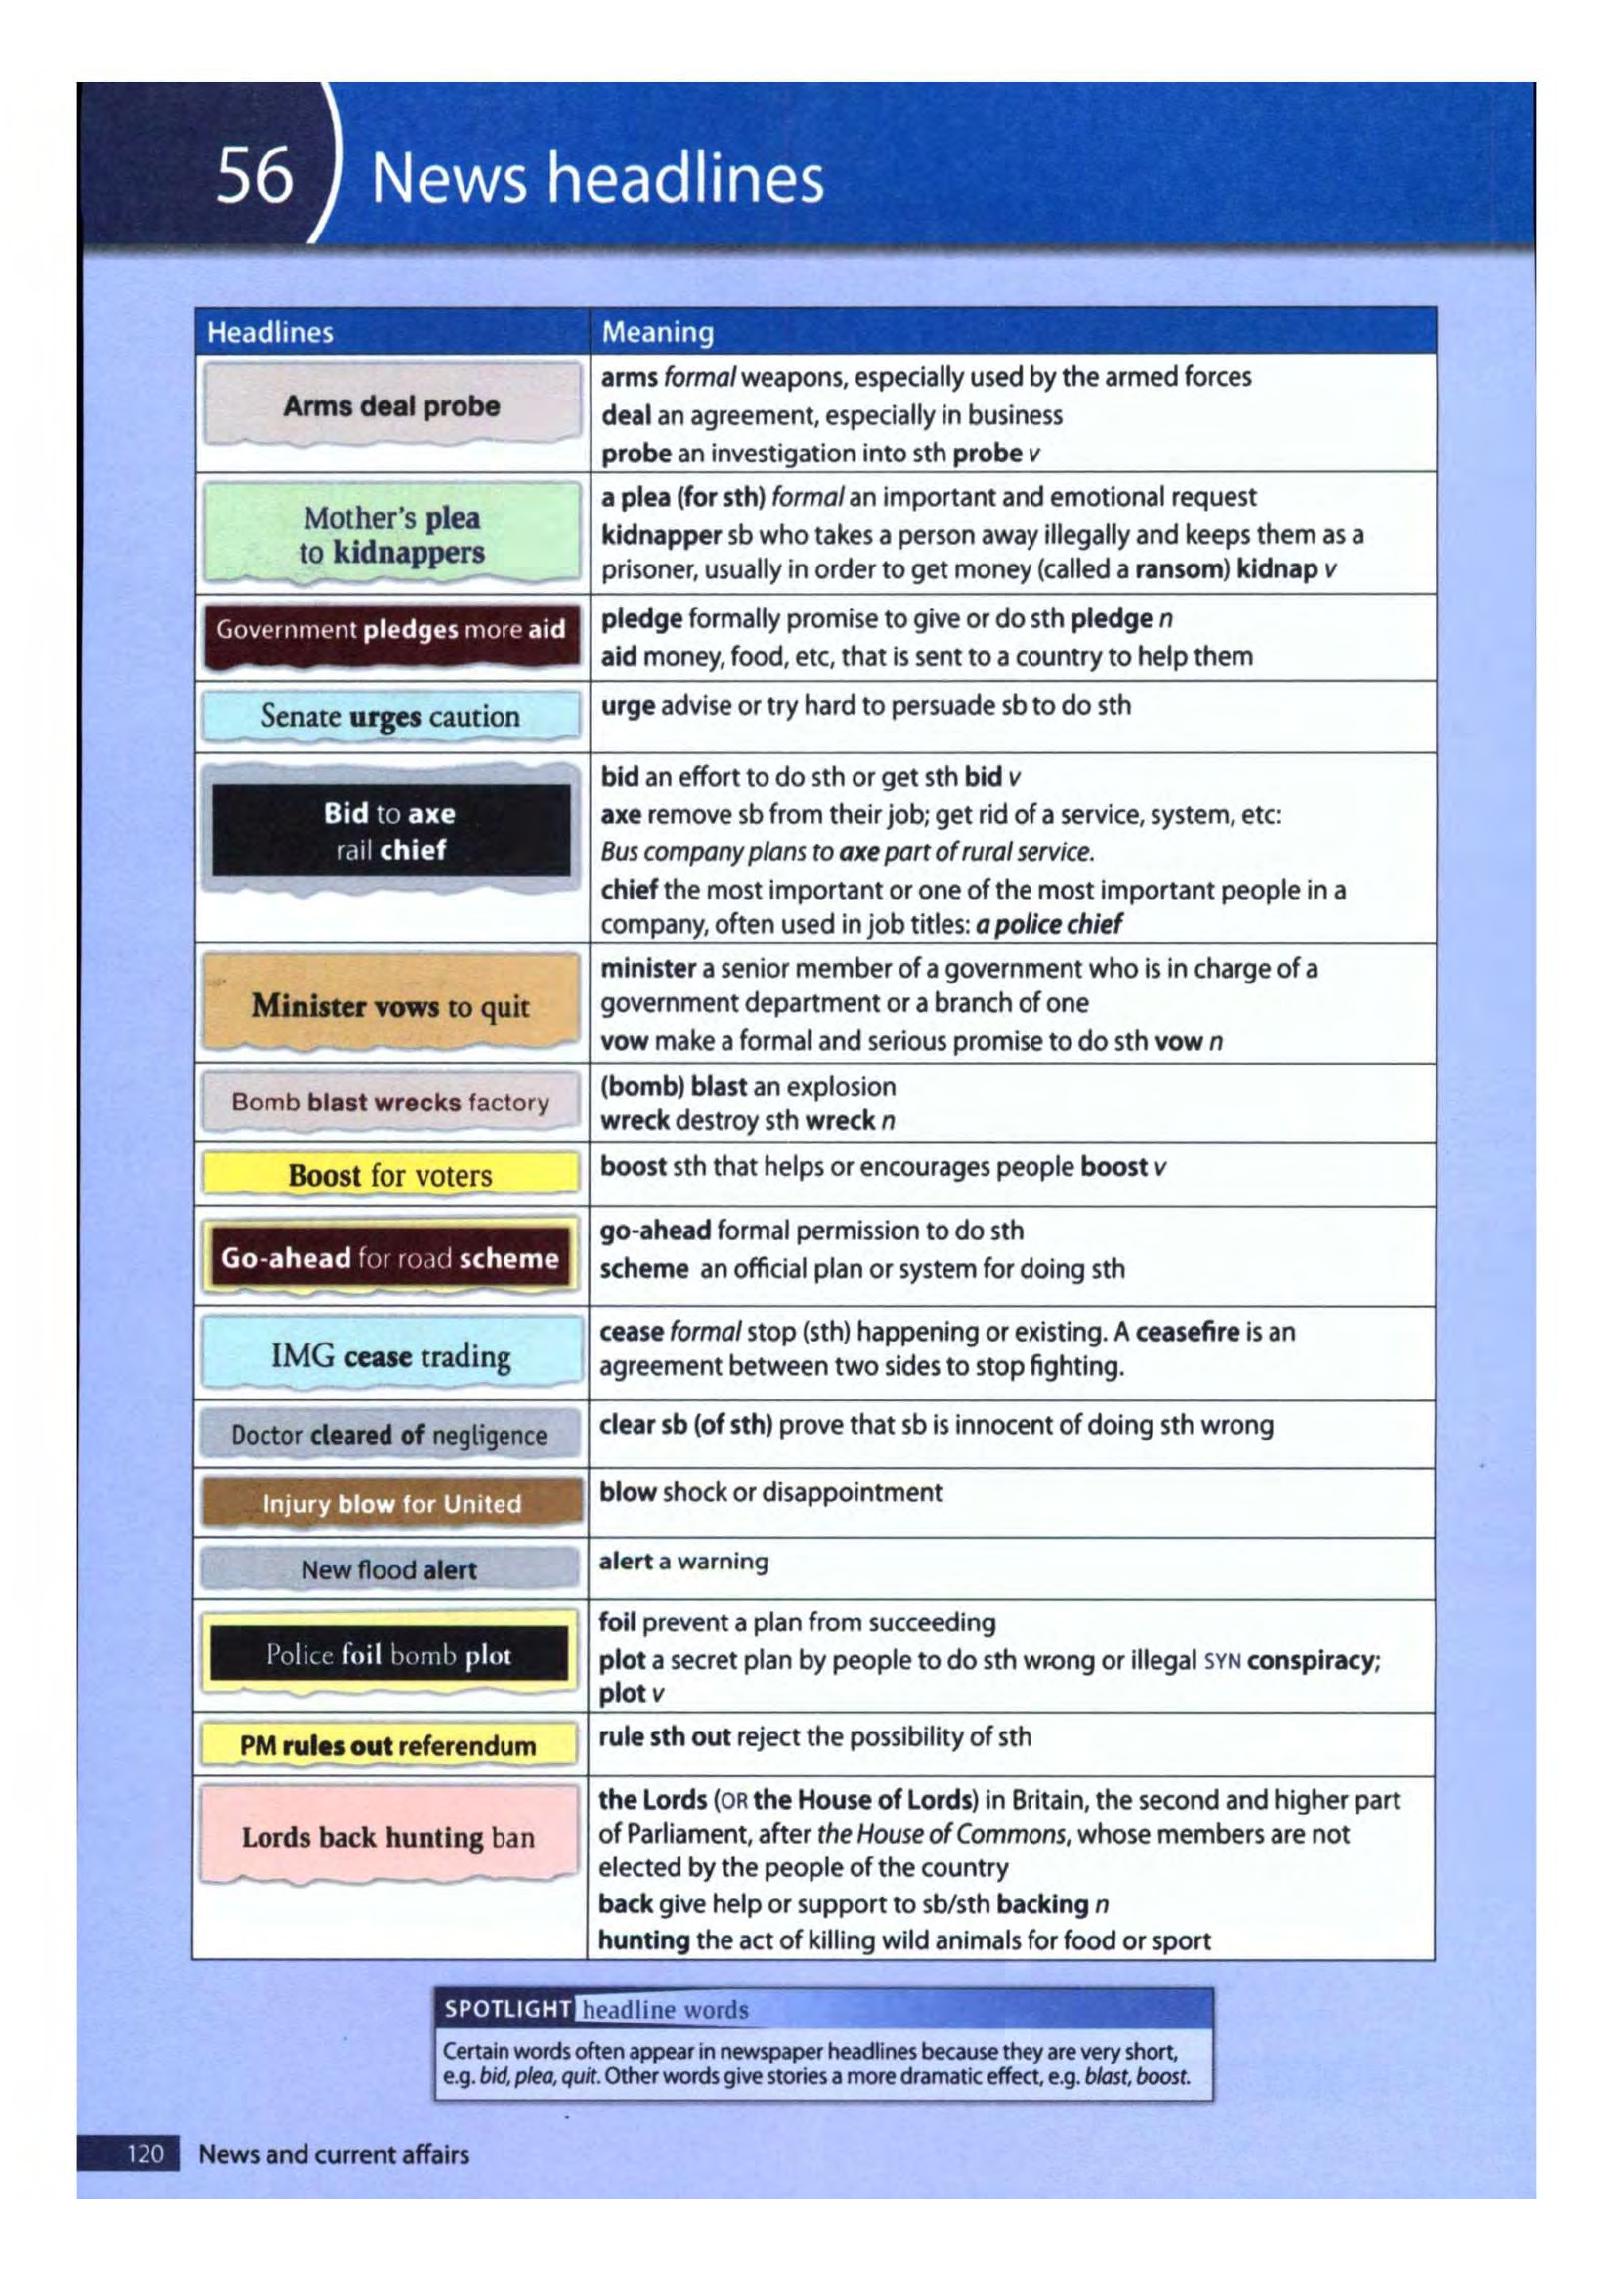 56 News headlines
Headlines
Meaning
Arms deal probe
arms formal weapons, especially used by the armed forces
deal an agreement, especially in business
probe an investigation into sth probe v
Mother's plea
to kidnappers
a plea (for sth) formal an important and emotional request
kidnapper sb who takes a person away illegally and keeps them as a
prisoner, usually in order to get money (called a ransom) kidnap v
Government pledges more aid
pledge formally promise to give or do sth pledge n
aid money, food, etc, that is sent to a country to help them
Senate urges caution
urge advise or try hard to persuade sb to do sth
Bid to axe
rail chief
bid an effort to do sth or get sth bid v
axe remove sb from their job; get rid of a service, system, etc:
Bus company plans to axe part of rural service.
chief the most important or one of the most important people in a
company, often used in job titles: a police chief
Minister vows to quit
minister a senior member of a government who is in charge of a
government department or a branch of one
vow make a formal and serious promise to do sth vow n
Bomb blast wrecks factory
(bomb) blast an explosion
wreck destroy sth wreck n
Boost for voters
boost sth that helps or encourages people boost v
Go-ahead for road scheme
go-ahead formal permission to do sth
scheme an official plan or system for doing sth
IMG cease trading
cease formal stop (sth) happening or existing. A ceasefire is an
agreement between two sides to stop fighting.
Doctor cleared of negligence
clear sb (of sth) prove that sb is innocent of doing sth wrong
Injury blow for United
blow shock or disappointment
New flood alert
alert a warning
Police foil bomb plot
foil prevent a plan from succeeding
plot a secret plan by people to do sth wrong or illegal SYN conspiracy;
plot v
PM rules out referendum
rule sth out reject the possibility of sth
Lords back hunting ban
the Lords (OR the House of Lords) in Britain, the second and higher part
of Parliament, after the House of Commons, whose members are not
elected by the people of the country
back give help or support to sb/sth backing n
hunting the act of killing wild animals for food or sport
SPOTLIGHT headline words
Certain words often appear in newspaper headlines because they are very short,
e.g. bid, plea, quit. Other words give stories a more dramatic effect, e.g. blast, boost.
120 News and current affairs